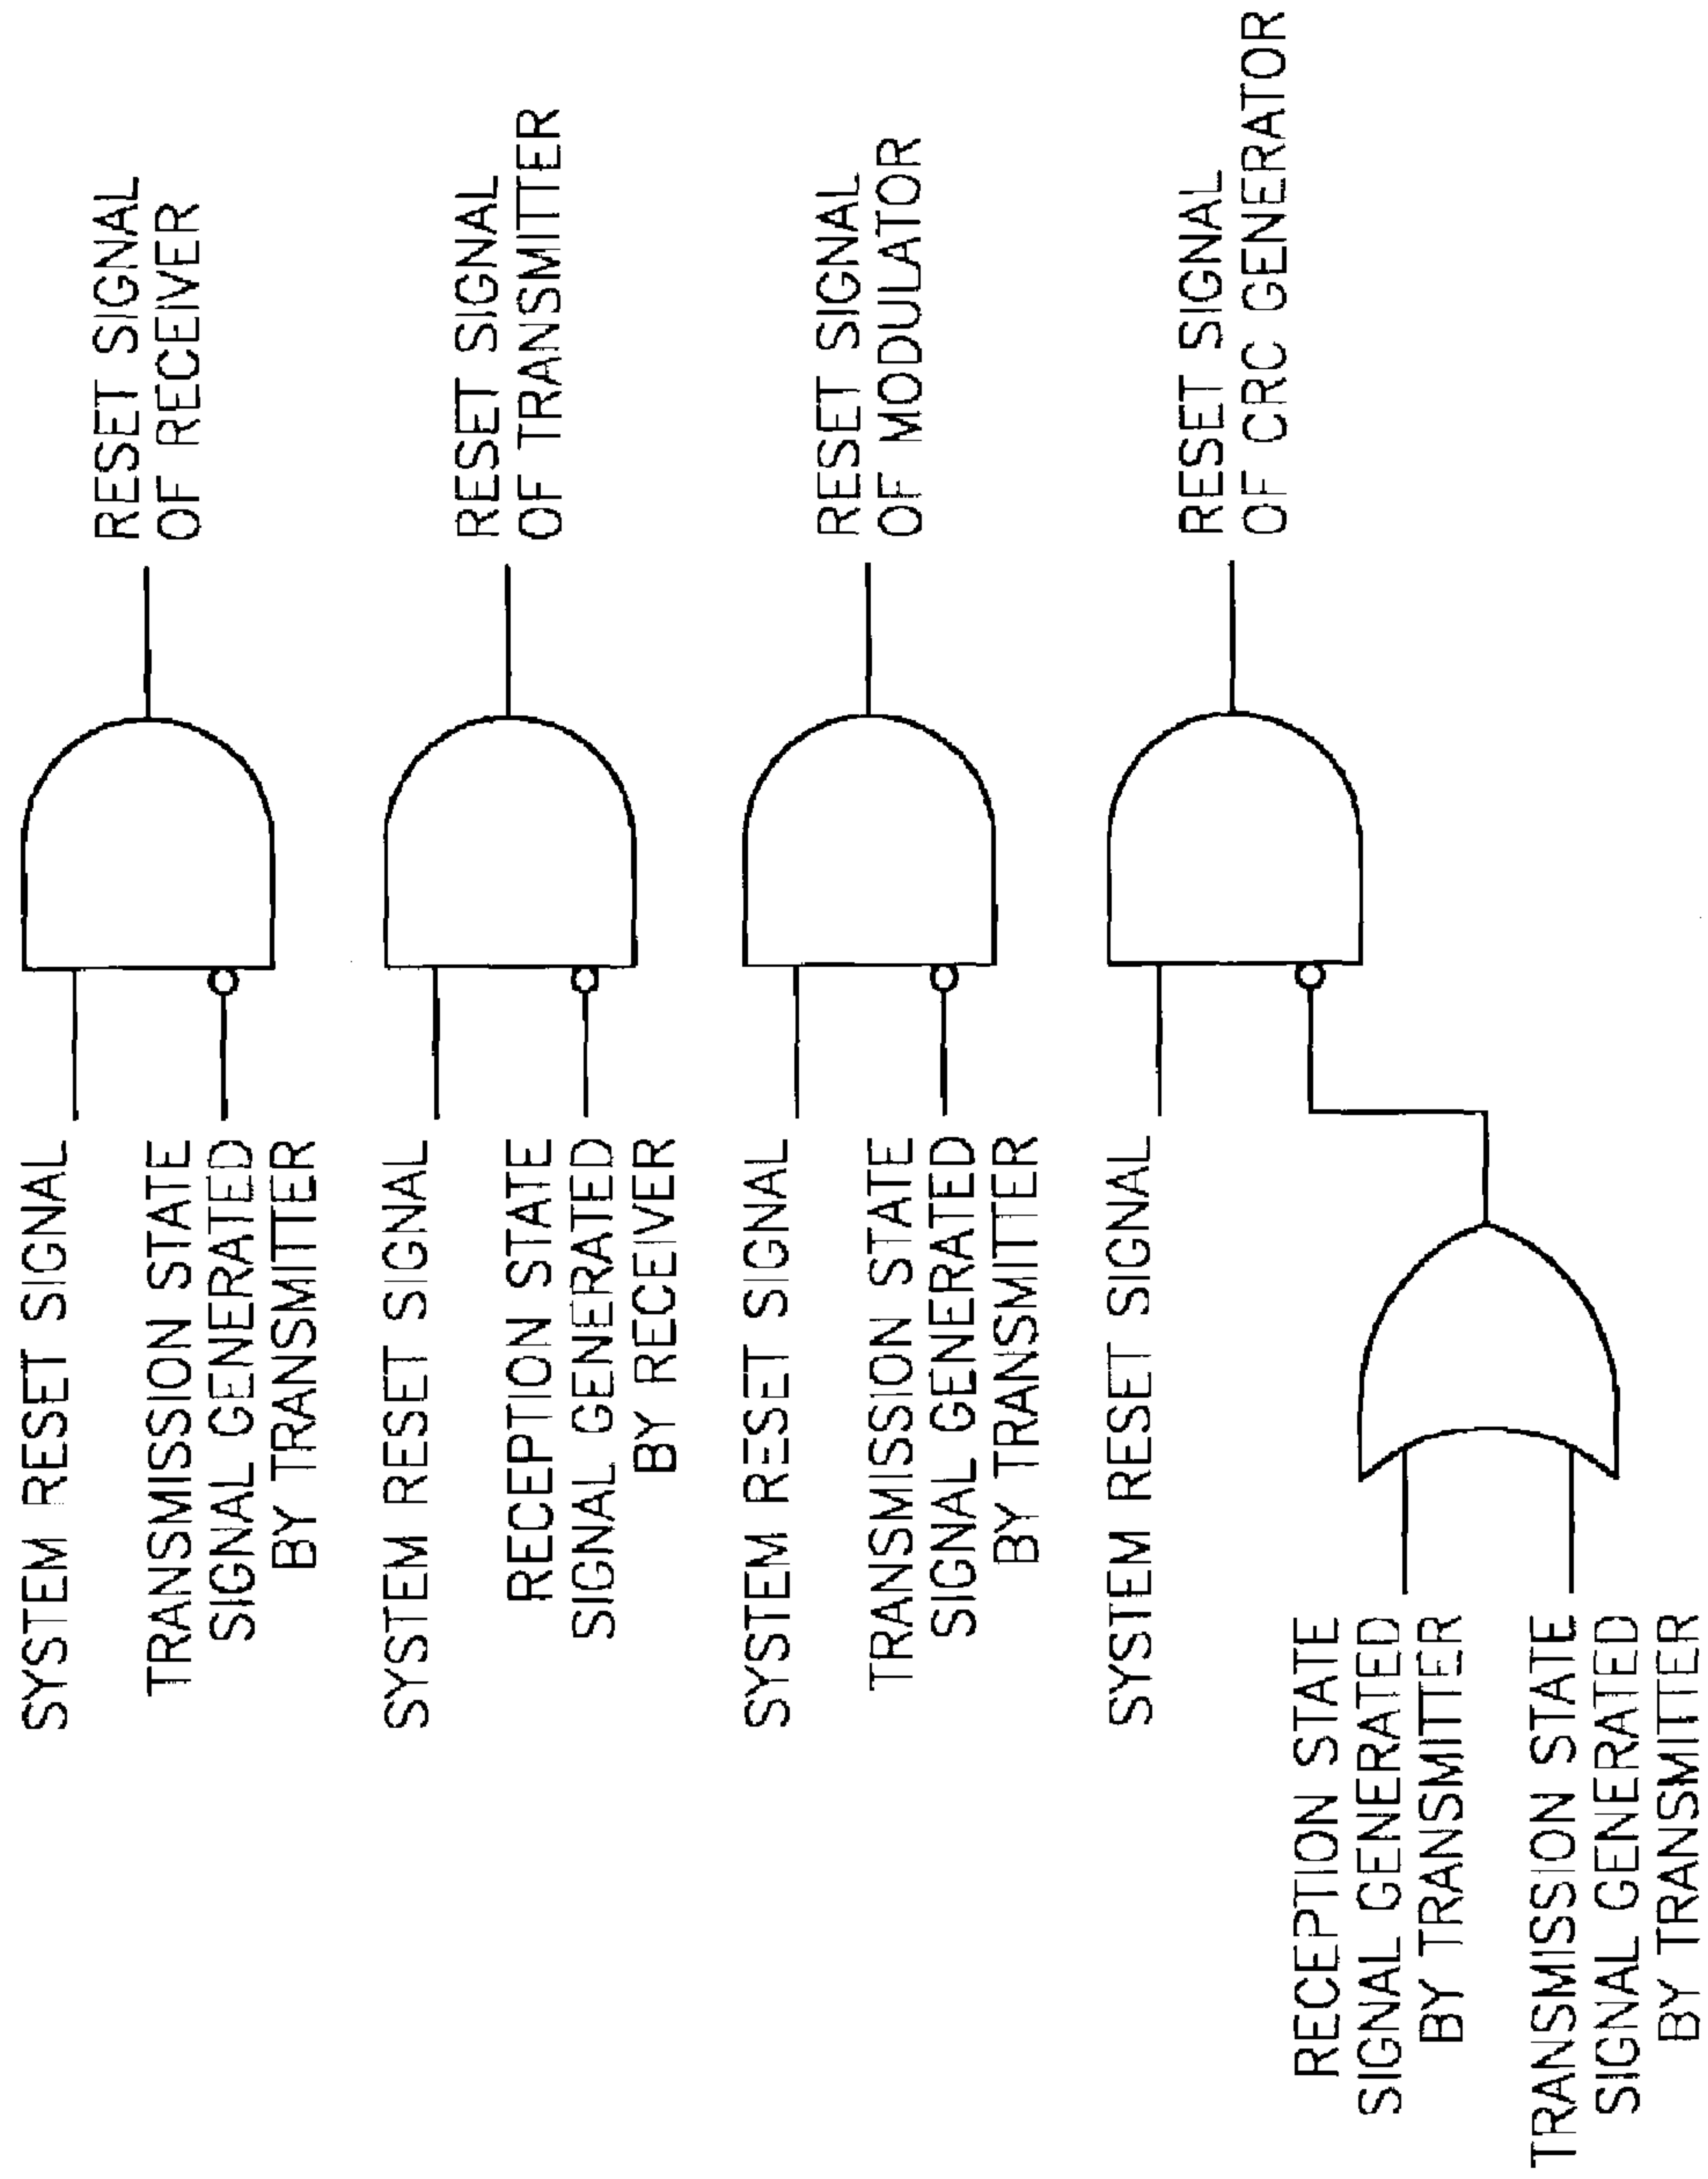 SYSTEM RESET SIGNAL
TRANSMISSION STATE
SIGNAL GENERATED
BY TRANSMITTER
RESET SIGNAL
OF RECEIVER
SYSTEM RESET SIGNAL
RECEPTION STATE
SIGNAL GENERATED
BY RECEIVER
RESET SIGNAL
OF TRANSMITTER
SYSTEM RESET SIGNAL
TRANSMISSION STATE
SIGNAL GENERATED
BY TRANSMITTER
RESET SIGNAL
OF MODULATOR
SYSTEM RESET SIGNAL
RECEPTION STATE
SIGNAL GENERATED
BY TRANSMITTER
TRANSMISSION STATE
SIGNAL GENERATED
BY TRANSMITTER
RESET SIGNAL
OF CRC GENERATOR